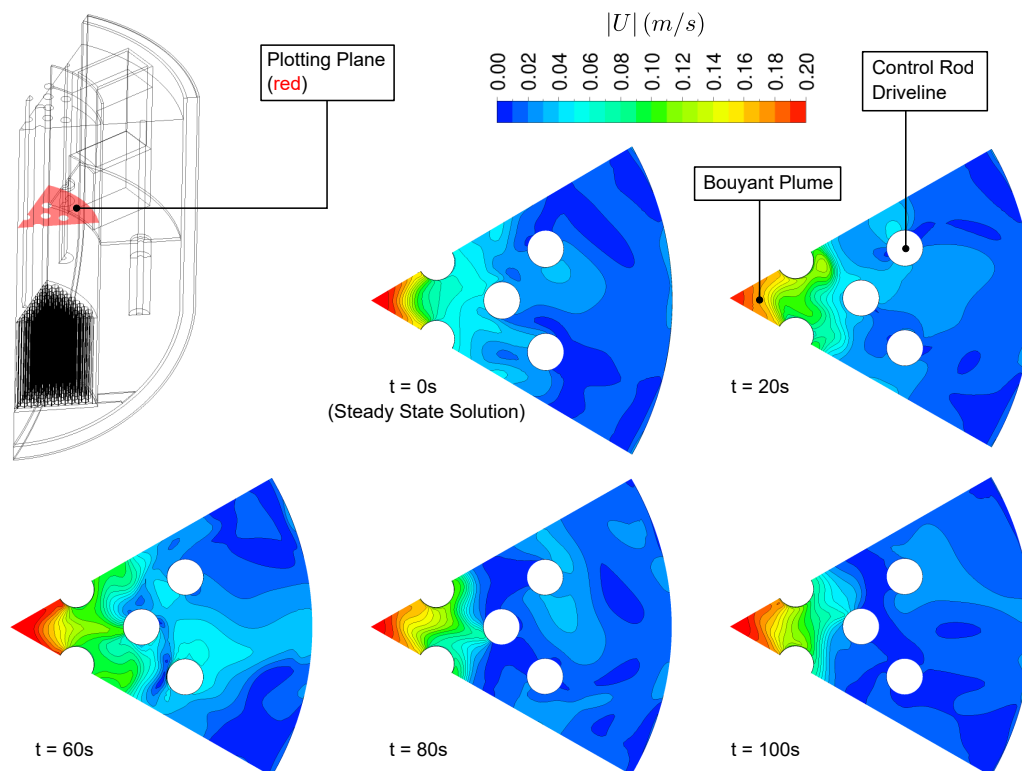 |U| (m/s)
0.00
0.02
0.04
0.06
0.08
0.10
0.12
0.14
0.16
0.18
0.20
Plotting Plane
(red)
Control Rod
Driveline
Bouyant Plume
t = 0s
(Steady State Solution)
t = 20s
t = 60s
t = 80s
t = 100s